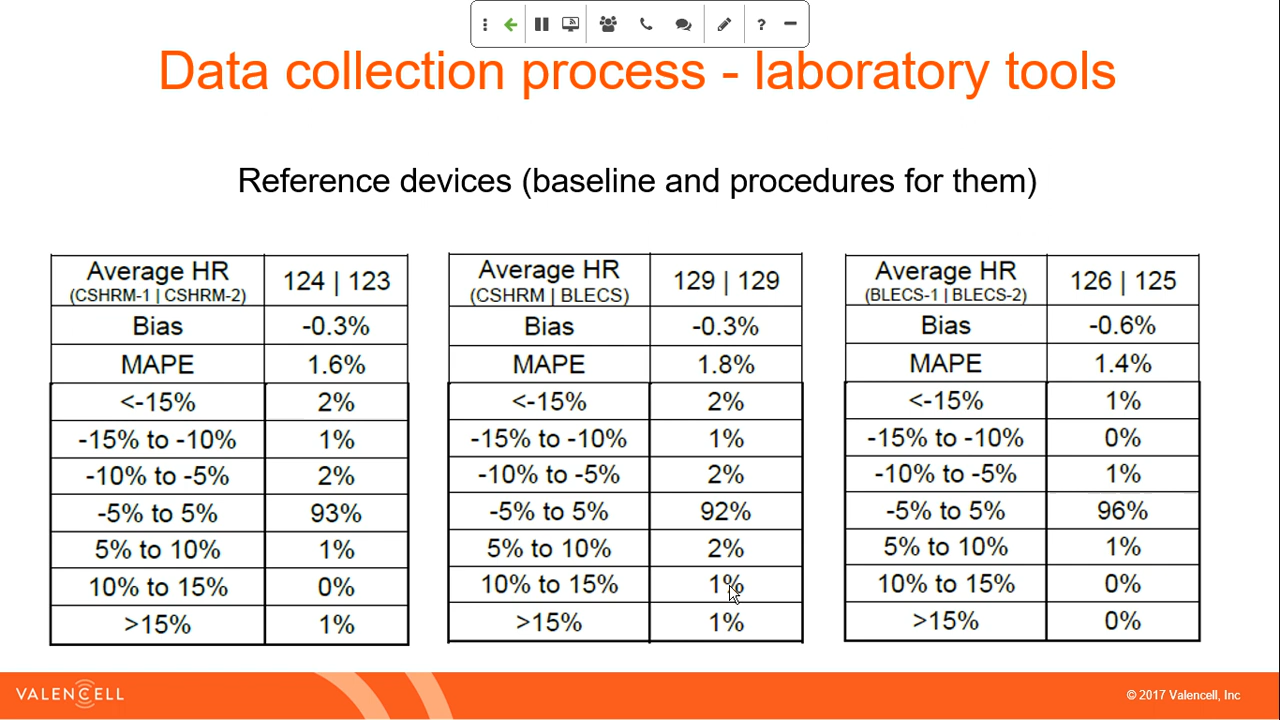 Data collection process - laboratory tools
Reference devices (baseline and procedures for them)
Average HR
(CSHRM-1 | CSHRM-2)
124 | 123
Bias
-0.3%
MAPE
1.6%
<-15%
2%
-15% to -10%
1%
-10% to -5%
2%
-5% to 5%
93%
5% to 10%
1%
10% to 15%
0%
>15%
1%
Average HR
(CSHRM | BLECS)
129 | 129
Bias
-0.3%
MAPE
1.8%
<-15%
2%
-15% to -10%
1%
-10% to -5%
2%
-5% to 5%
92%
5% to 10%
2%
10% to 15%
1%
>15%
1%
Average HR
(BLECS-1 | BLECS-2)
126 | 125
Bias
-0.6%
MAPE
1.4%
<-15%
1%
-15% to -10%
0%
-10% to -5%
1%
-5% to 5%
96%
5% to 10%
1%
10% to 15%
0%
>15%
0%
VALENCELL
© 2017 Valencell, Inc